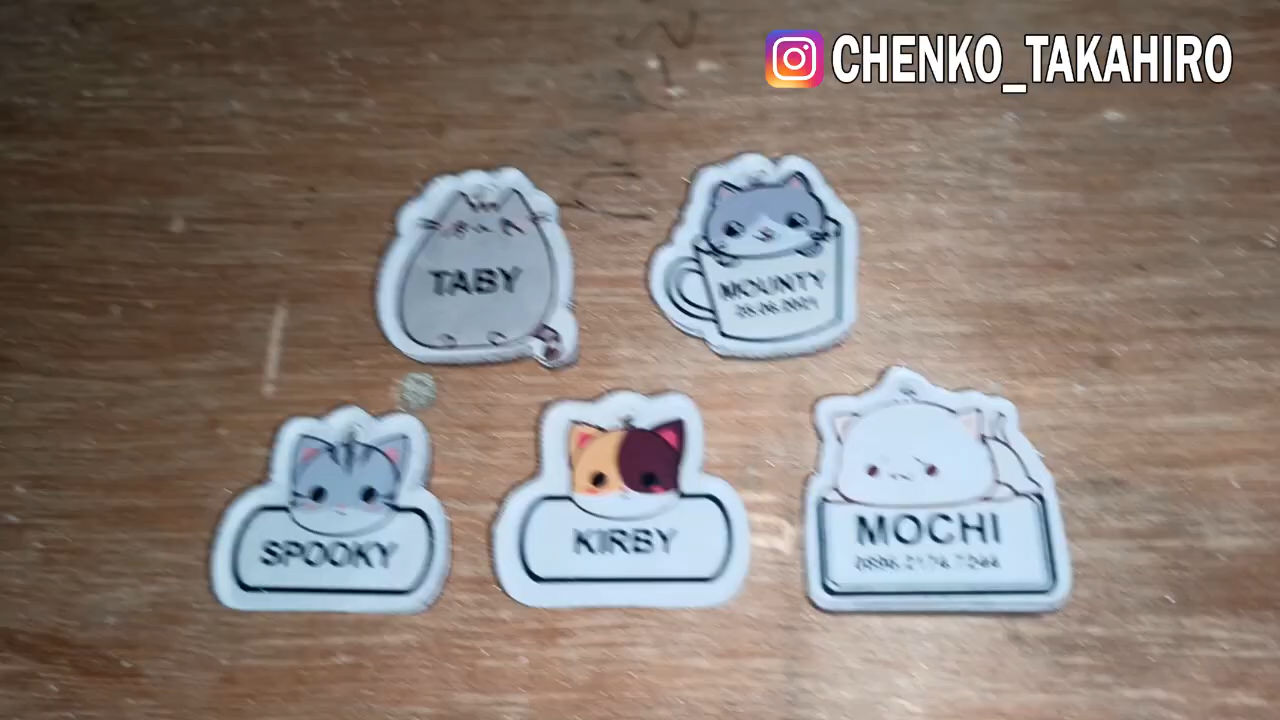 CHENKO_TAKAHIRO
TABY
MOUNTY
SPOOKY
KIRBY
MOCHI